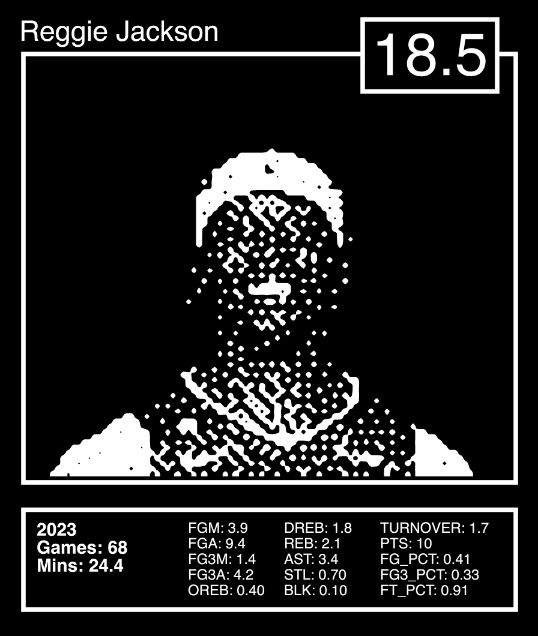 Reggie Jackson
18.5
2023
Games: 68
Mins: 24.4
FGM: 3.9
FGA: 9.4
FG3M: 1.4
FG3A: 4.2
OREB: 0.40
DREB: 1.8
REB: 2.1
AST: 3.4
STL: 0.70
BLK: 0.10
TURNOVER: 1.7
PTS: 10
FG_PCT: 0.41
FG3_PCT: 0.33
FT_PCT: 0.91